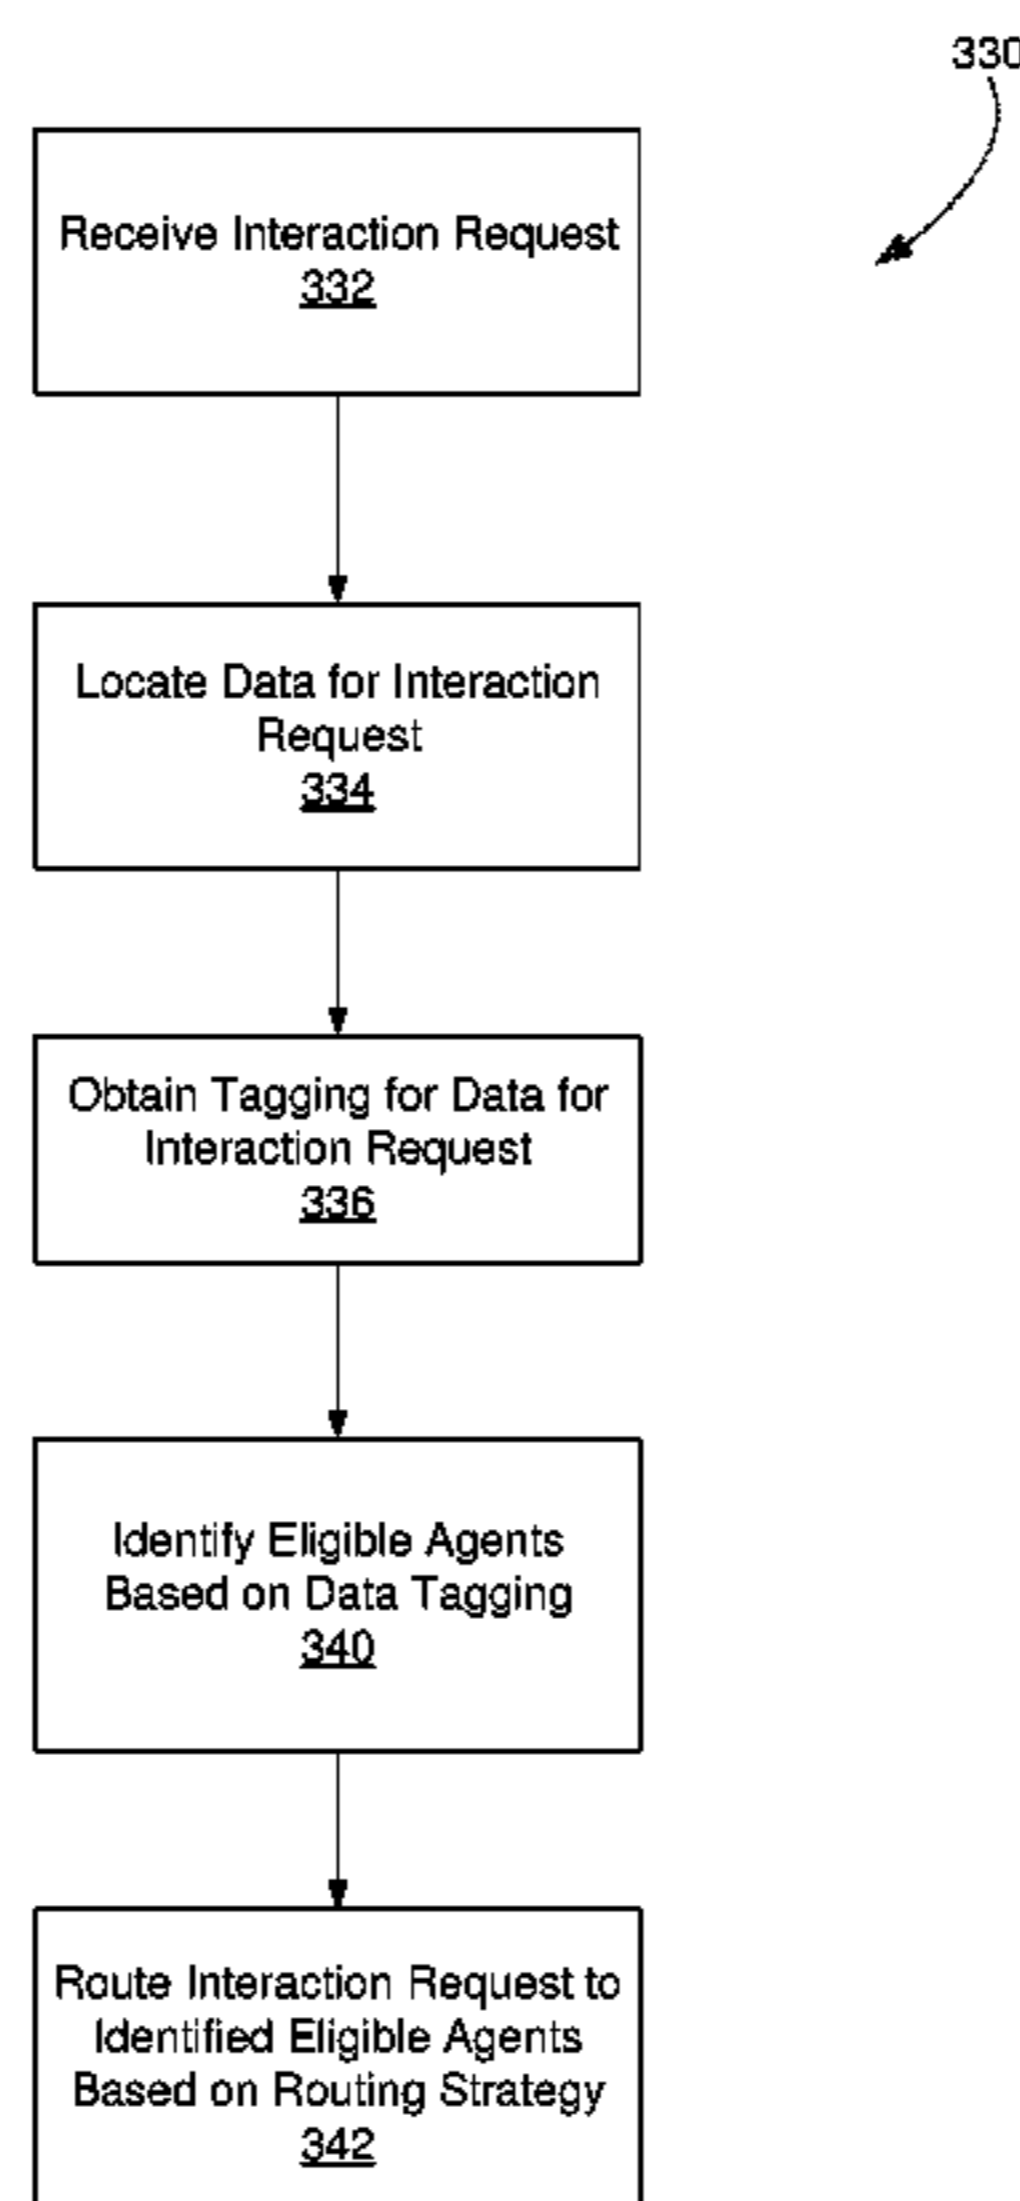 330
Receive Interaction Request
332
Locate Data for Interaction
Request
334
Obtain Tagging for Data for
Interaction Request
336
Identify Eligible Agents
Based on Data Tagging
340
Route Interaction Request to
Identified Eligible Agents
Based on Routing Strategy
342